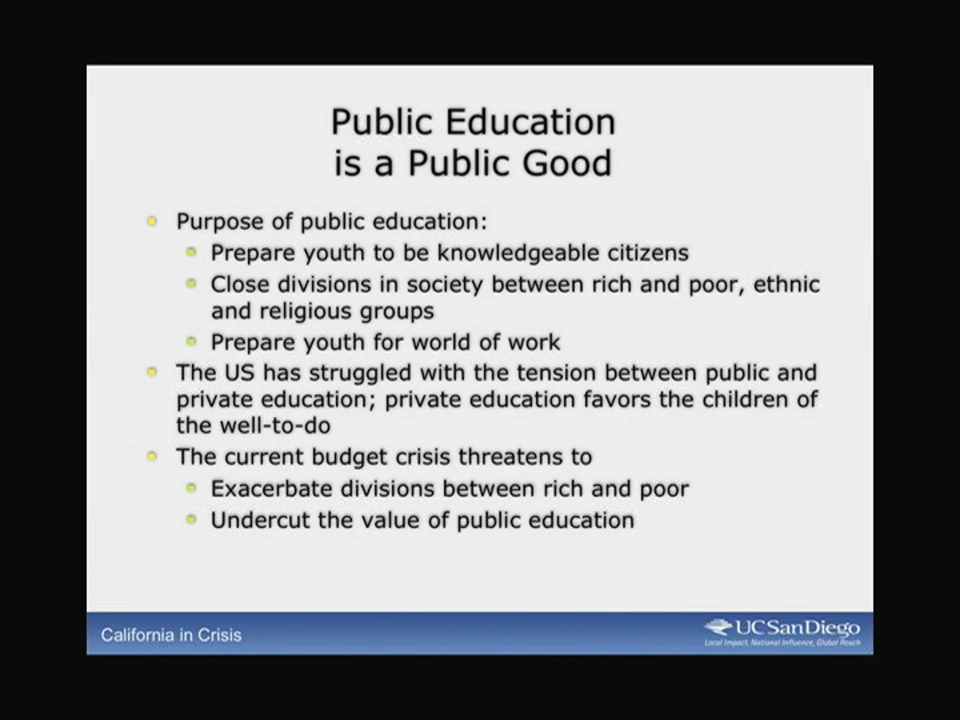 Public Education
is a Public Good
Purpose of public education:
Prepare youth to be knowledgeable citizens
Close divisions in society between rich and poor, ethnic
and religious groups
Prepare youth for world of work
The US has struggled with the tension between public and
private education; private education favors the children of
the well-to-do
The current budget crisis threatens to
Exacerbate divisions between rich and poor
Undercut the value of public education
California in Crisis
UCSanDiego
Local Impact, National Influence, Global Reach